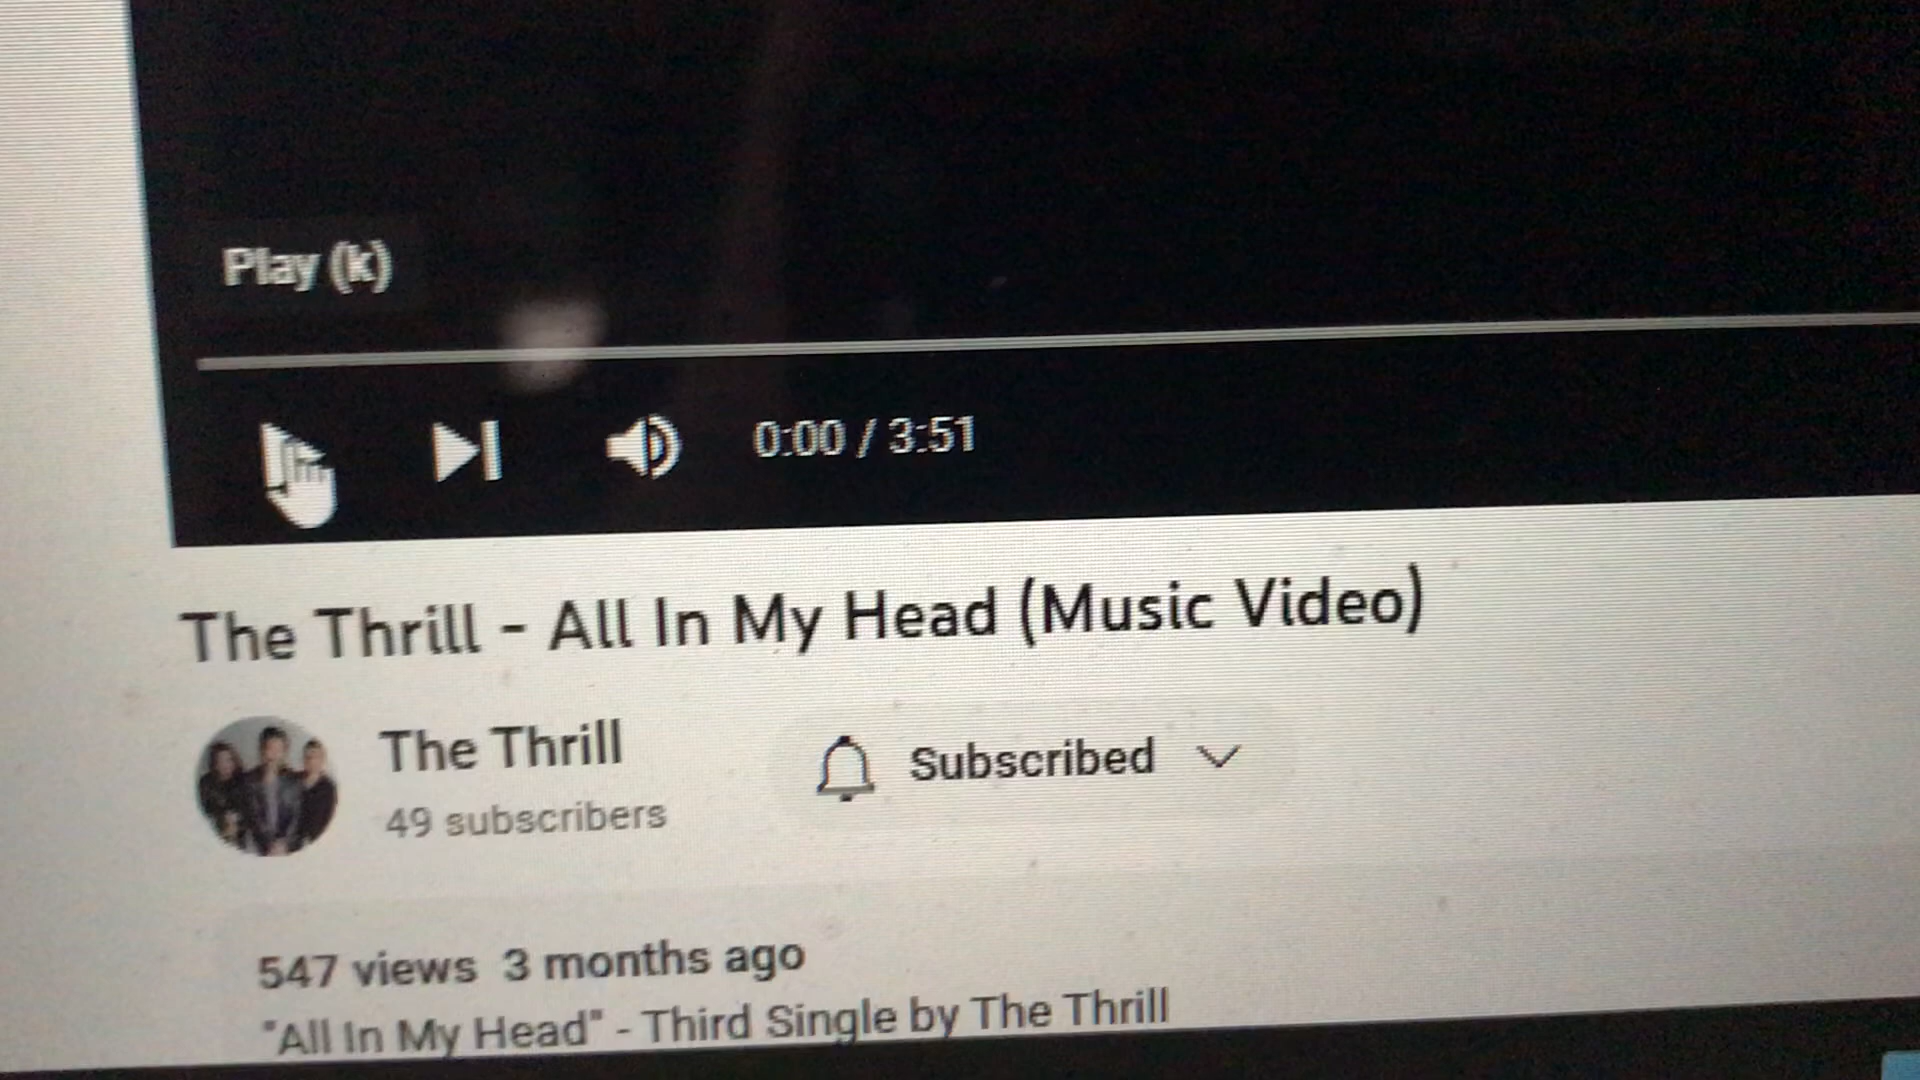 Play (k)
0:00 / 3:51
The Thrill - All In My Head (Music Video)
The Thrill
Subscribed
49 subscribers
547 views 3 months ago
"All In My Head" - Third Single by The Thrill